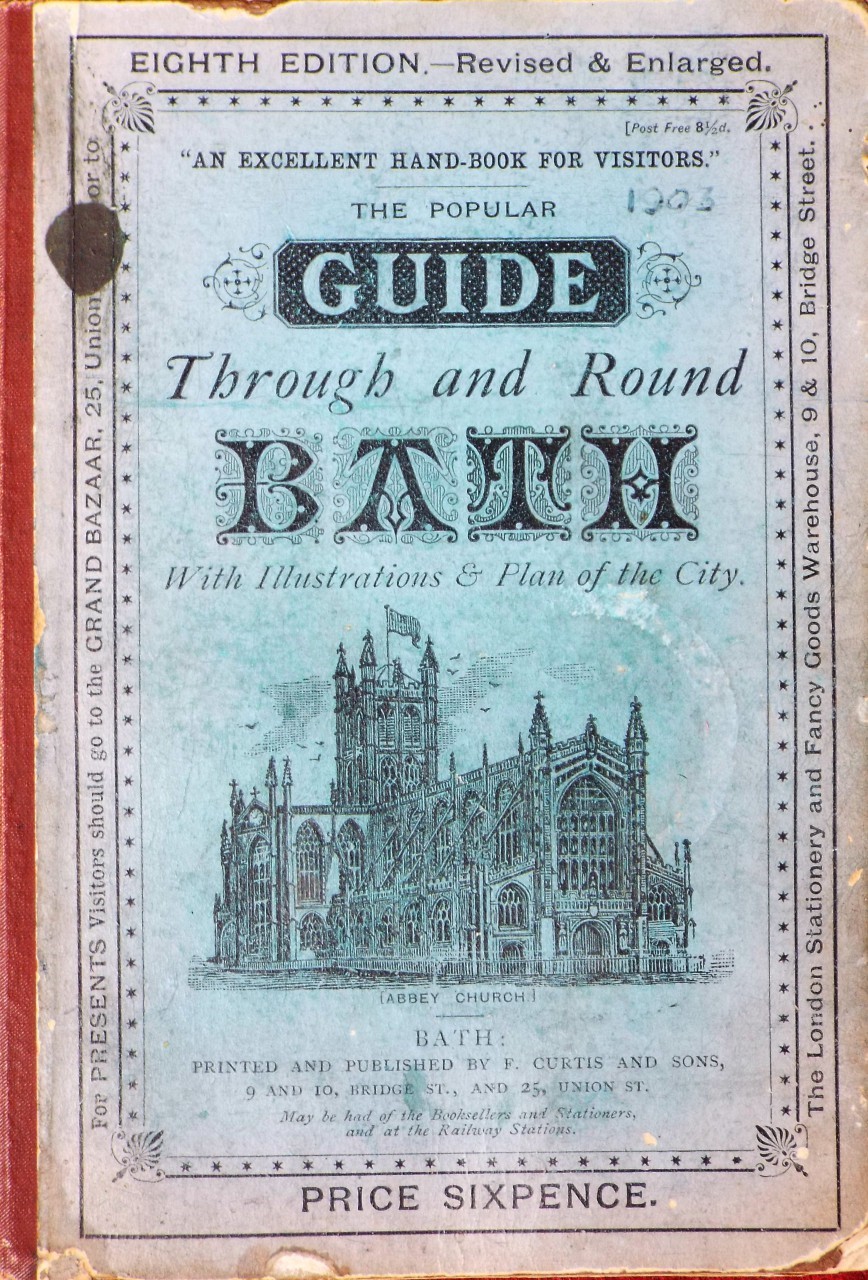 EIGHTH EDITION.—Revised & Enlarged.
[Post Free 8½d.
"AN EXCELLENT HAND-BOOK FOR VISITORS."
1903
THE POPULAR
GUIDE
Through and Round
BATH
With Illustrations & Plan of the City.
(ABBEY CHURCH.)
BATH:
PRINTED AND PUBLISHED BY F. CURTIS AND SONS,
9 AND 10, BRIDGE ST., AND 25, UNION ST.
May be had of the Booksellers and Stationers,
and at the Railway Stations.
PRICE SIXPENCE.
For PRESENTS Visitors should go to the GRAND BAZAAR, 25, Union or to
The London Stationery and Fancy Goods Warehouse, 9 & 10, Bridge Street.